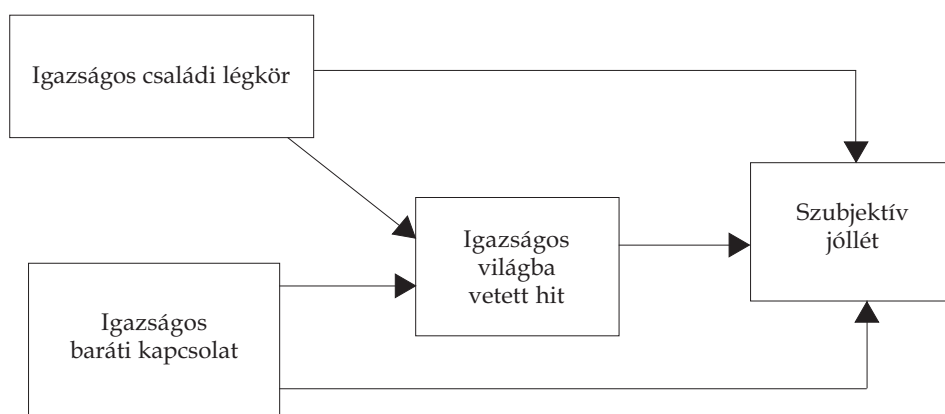 Igazságos családi légkör
Igazságos
baráti kapcsolat
Igazságos
világba
vetett hit
Szubjektív
jóllét